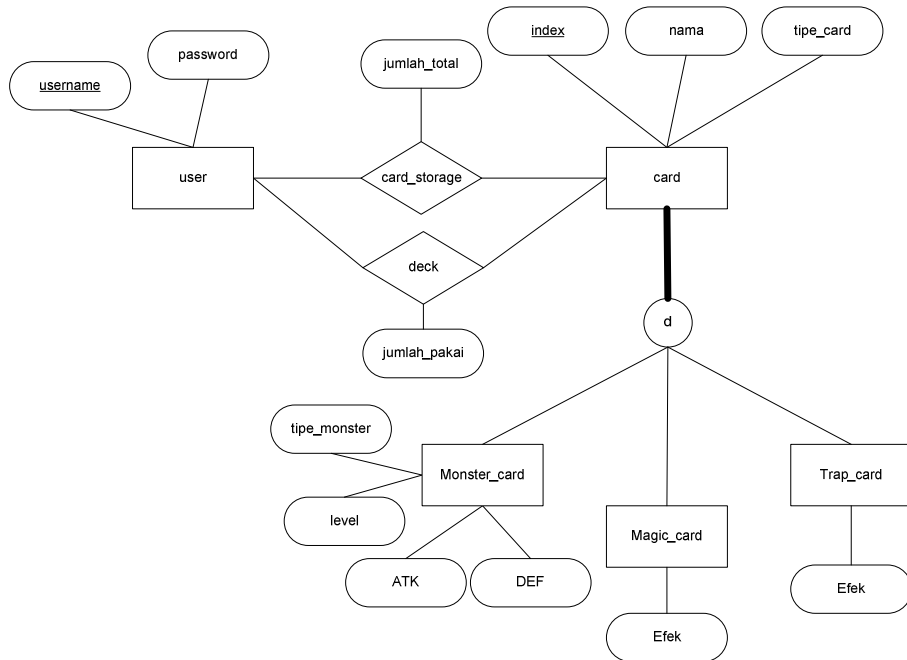 index
nama
tipe_card
password
jumlah_total
username
user
card_storage
card
deck
d
jumlah_pakai
tipe_monster
Monster_card
Trap_card
level
Magic_card
ATK
DEF
Efek
Efek